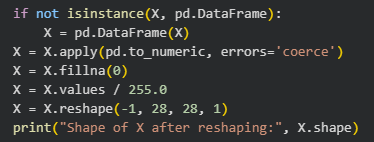 if not isinstance(X, pd.DataFrame):
    X = pd.DataFrame(X)
X = X.apply(pd.to_numeric, errors='coerce')
X = X.fillna(0)
X = X.values / 255.0
X = X.reshape(-1, 28, 28, 1)
print("Shape of X after reshaping:", X.shape)